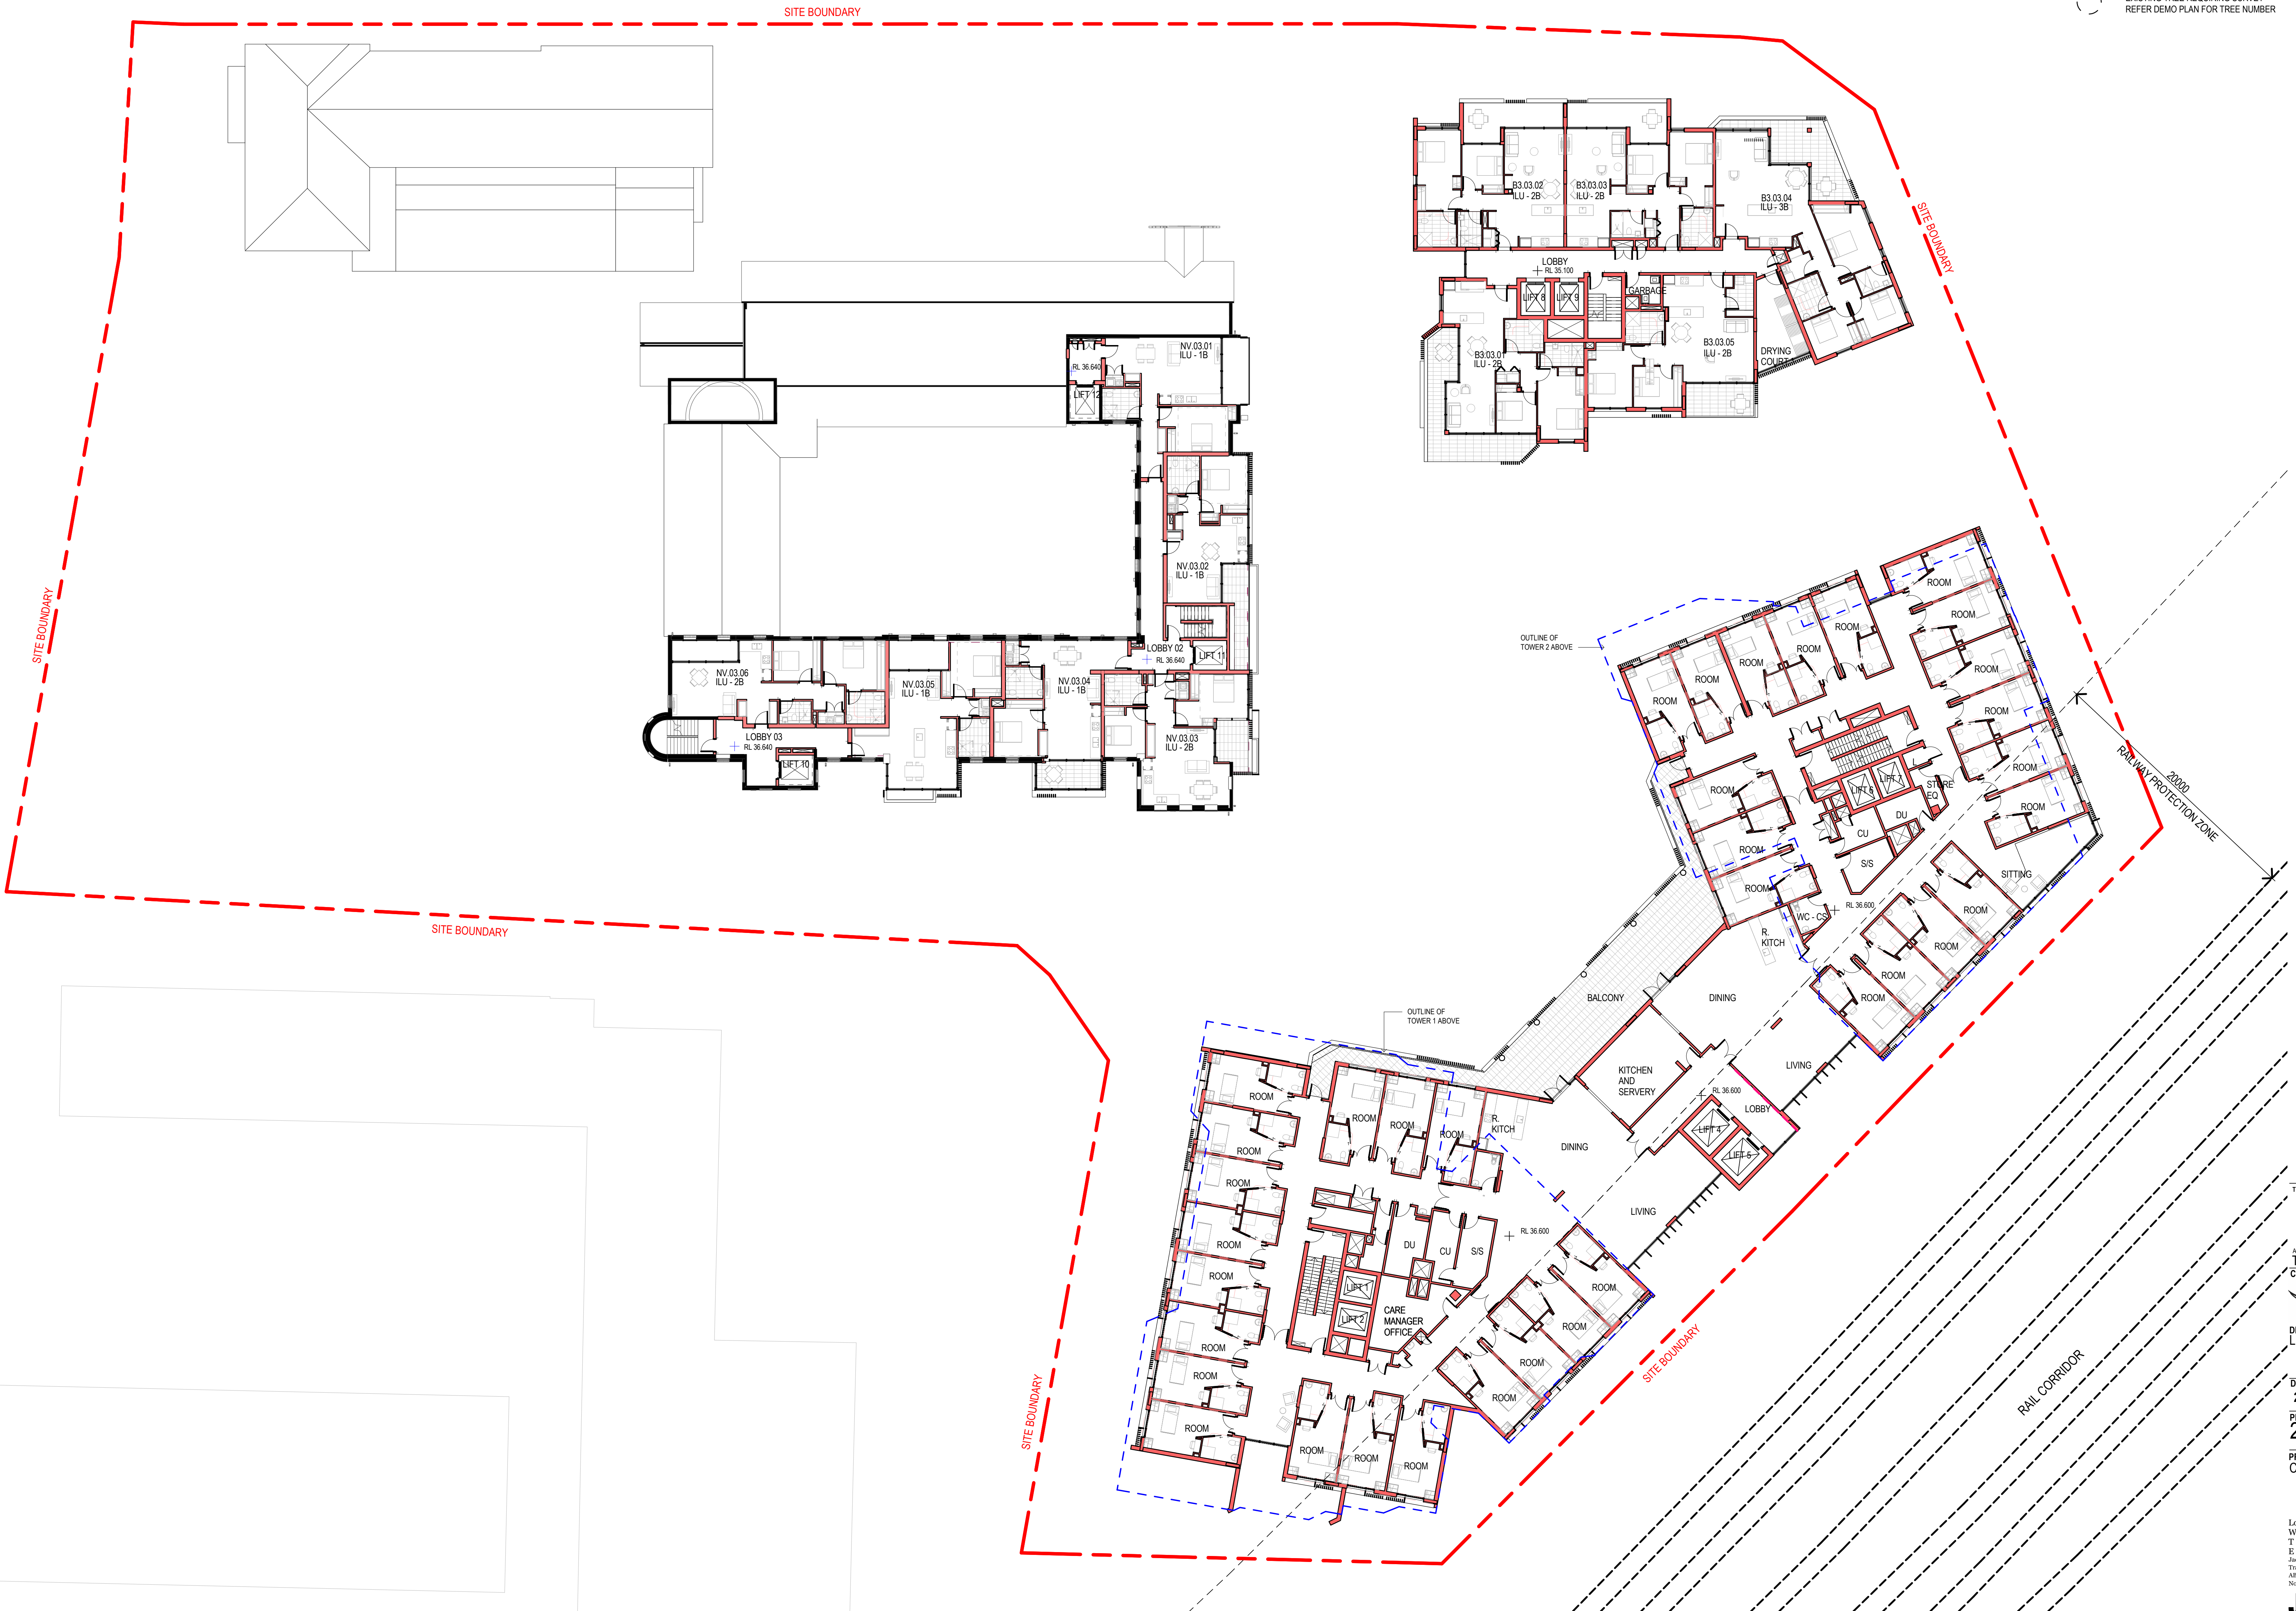 SITE BOUNDARY
REFER DEMO PLAN FOR TREE NUMBER
B3.03.02
ILU - 2B
B3.03.03
ILU - 2B
B3.03.04
ILU - 3B
SITE BOUNDARY
LOBBY
RL 35.100
LIFT 8
LIFT 9
GARBAGE
B3.03.01
ILU - 2B
B3.03.05
ILU - 2B
DRYING
COURT
NV.03.01
ILU - 1B
RL 36.640
LIFT 12
NV.03.02
ILU - 1B
LOBBY 02
RL 36.640
LIFT 11
NV.03.06
ILU - 2B
NV.03.05
ILU - 1B
NV.03.04
ILU - 1B
NV.03.03
ILU - 2B
LOBBY 03
RL 36.640
LIFT 10
SITE BOUNDARY
SITE BOUNDARY
OUTLINE OF
TOWER 2 ABOVE
ROOM
ROOM
ROOM
ROOM
ROOM
ROOM
ROOM
ROOM
ROOM
ROOM
ROOM
ROOM
ROOM
ROOM
LIFT 7
LIFT 6
STORE
EQ
DU
CU
S/S
SITTING
20000
RAILWAY PROTECTION ZONE
RL 36.600
WC - CS
R.
KITCH
ROOM
ROOM
ROOM
ROOM
BALCONY
DINING
KITCHEN
AND
SERVERY
LIVING
RL 36.600
LOBBY
LIFT 4
LIFT 5
OUTLINE OF
TOWER 1 ABOVE
ROOM
ROOM
ROOM
ROOM
R.
KITCH
DINING
ROOM
ROOM
ROOM
ROOM
ROOM
ROOM
ROOM
LIVING
RL 36.600
DU
CU
S/S
LIFT 1
LIFT 2
CARE
MANAGER
OFFICE
ROOM
ROOM
ROOM
ROOM
ROOM
ROOM
ROOM
SITE BOUNDARY
SITE BOUNDARY
RAIL CORRIDOR